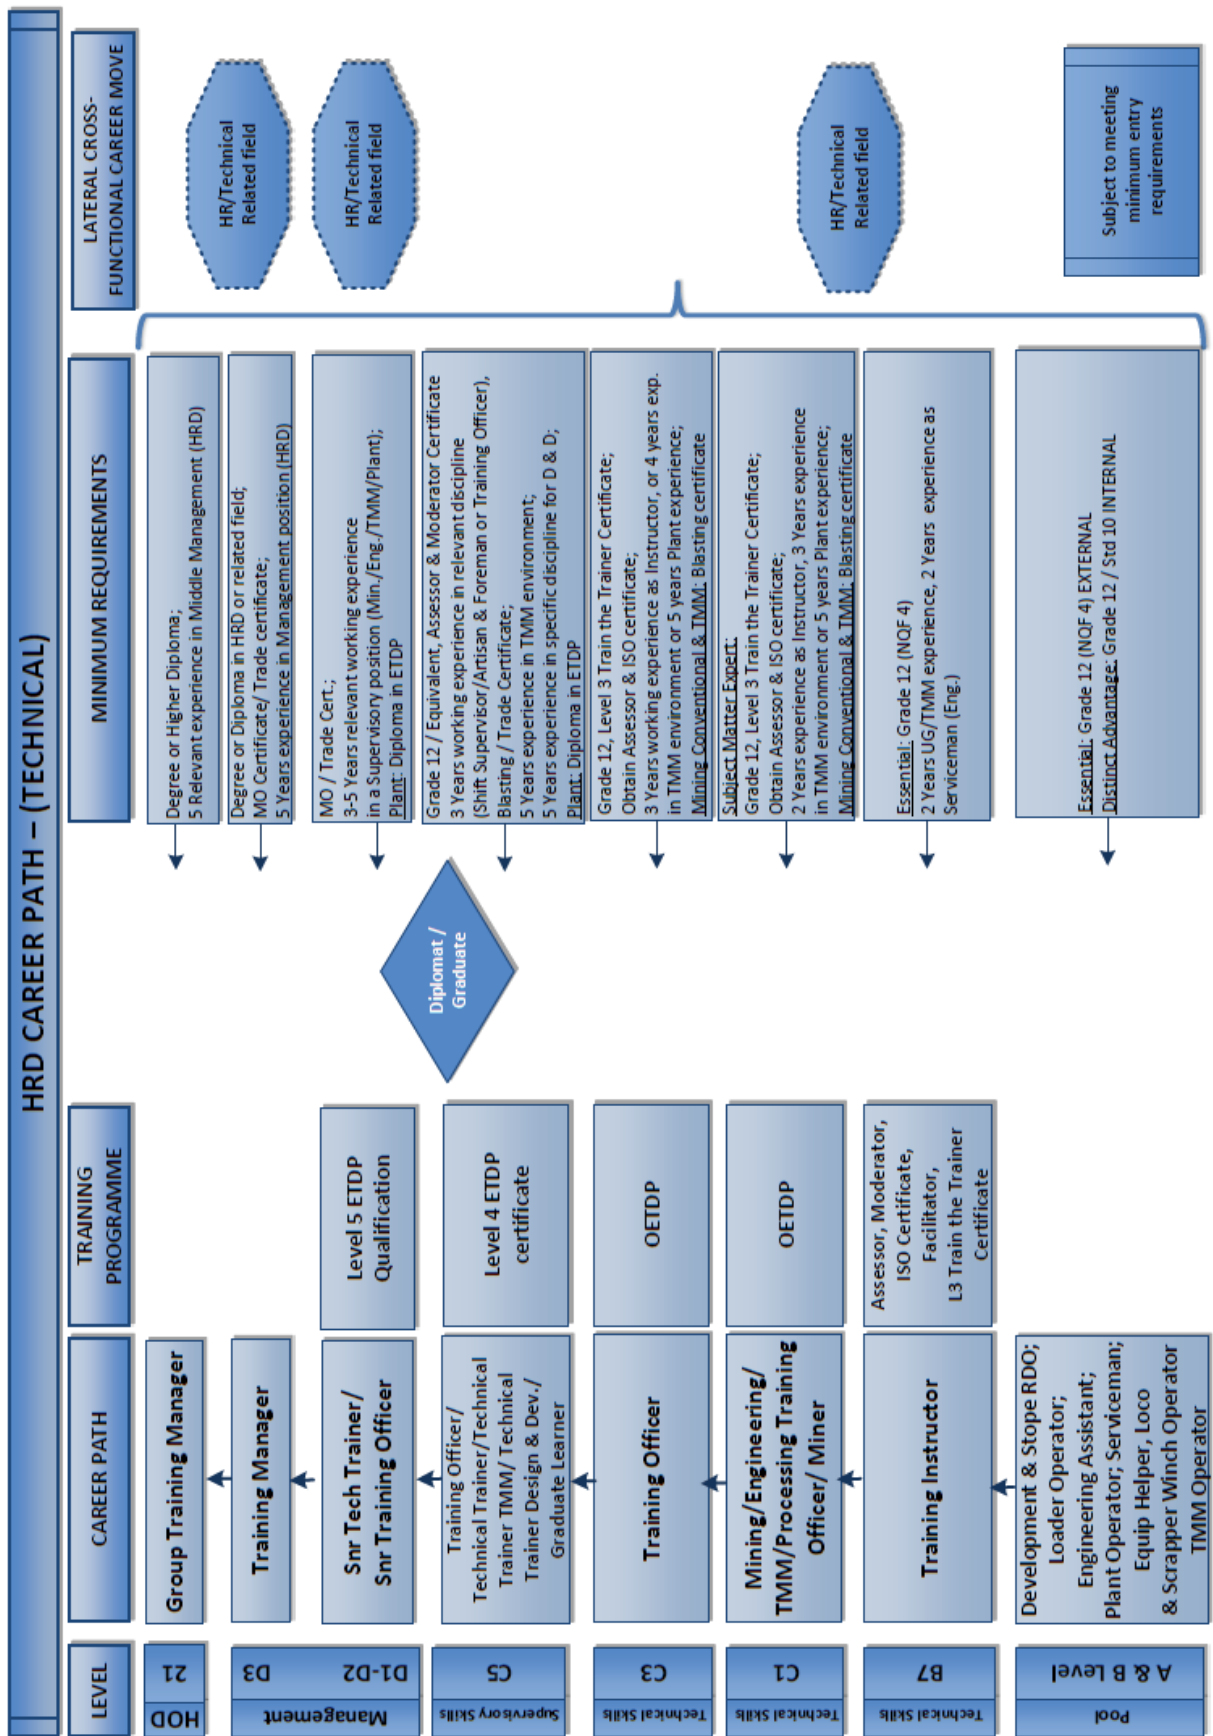 HRD CAREER PATH – (TECHNICAL)
LEVEL
CAREER PATH
TRAINING
PROGRAMME
MINIMUM REQUIREMENTS
LATERAL CROSS-
FUNCTIONAL CAREER MOVE
HOD
21
Group Training Manager
Degree or Higher Diploma;
5 Relevant experience in Middle Management (HRD)
HR/Technical
Related field
Management
D3
Training Manager
Degree or Diploma in HRD or related field;
MO Certificate/ Trade certificate;
5 Years experience in Management position (HRD)
D1-D2
Snr Tech Trainer/
Snr Training Officer
Level 5 ETDP
Qualification
MO / Trade Cert.;
3-5 Years relevant working experience
in a Supervisory position (Min./Eng./TMM/Plant);
Plant: Diploma in ETDP
HR/Technical
Related field
Diplomat /
Graduate
Supervisory Skills
C5
Training Officer/
Technical Trainer/Technical
Trainer TMM/ Technical
Trainer Design & Dev./
Graduate Learner
Level 4 ETDP
certificate
Grade 12 / Equivalent, Assessor & Moderator Certificate
3 Years working experience in relevant discipline
(Shift Supervisor/Artisan & Foreman or Training Officer),
Blasting / Trade Certificate;
5 Years experience in TMM environment;
5 Years experience in specific discipline for D & D;
Plant: Diploma in ETDP
Technical Skills
C3
Training Officer
OETDP
Grade 12, Level 3 Train the Trainer Certificate;
Obtain Assessor & ISO certificate;
3 Years working experience as Instructor, or 4 years exp.
in TMM environment or 5 years Plant experience;
Mining Conventional & TMM: Blasting certificate
Technical Skills
C1
Mining/Engineering/
TMM/Processing Training
Officer/ Miner
OETDP
Subject Matter Expert:
Grade 12, Level 3 Train the Trainer Certificate;
Obtain Assessor & ISO certificate;
2 Years experience as Instructor, 3 Years experience
in TMM environment or 5 years Plant experience;
Mining Conventional & TMM: Blasting certificate
HR/Technical
Related field
Technical Skills
B7
Training Instructor
Assessor, Moderator,
ISO Certificate,
Facilitator,
L3 Train the Trainer
Certificate
Essential: Grade 12 (NQF 4)
2 Years UG/TMM experience, 2 Years experience as
Serviceman (Eng.)
Pool
A & B Level
Development & Stope RDO;
Loader Operator;
Engineering Assistant;
Plant Operator; Serviceman;
Equip Helper, Loco
& Scrapper Winch Operator
TMM Operator
Essential: Grade 12 (NQF 4) EXTERNAL
Distinct Advantage: Grade 12 / Std 10 INTERNAL
Subject to meeting
minimum entry
requirements